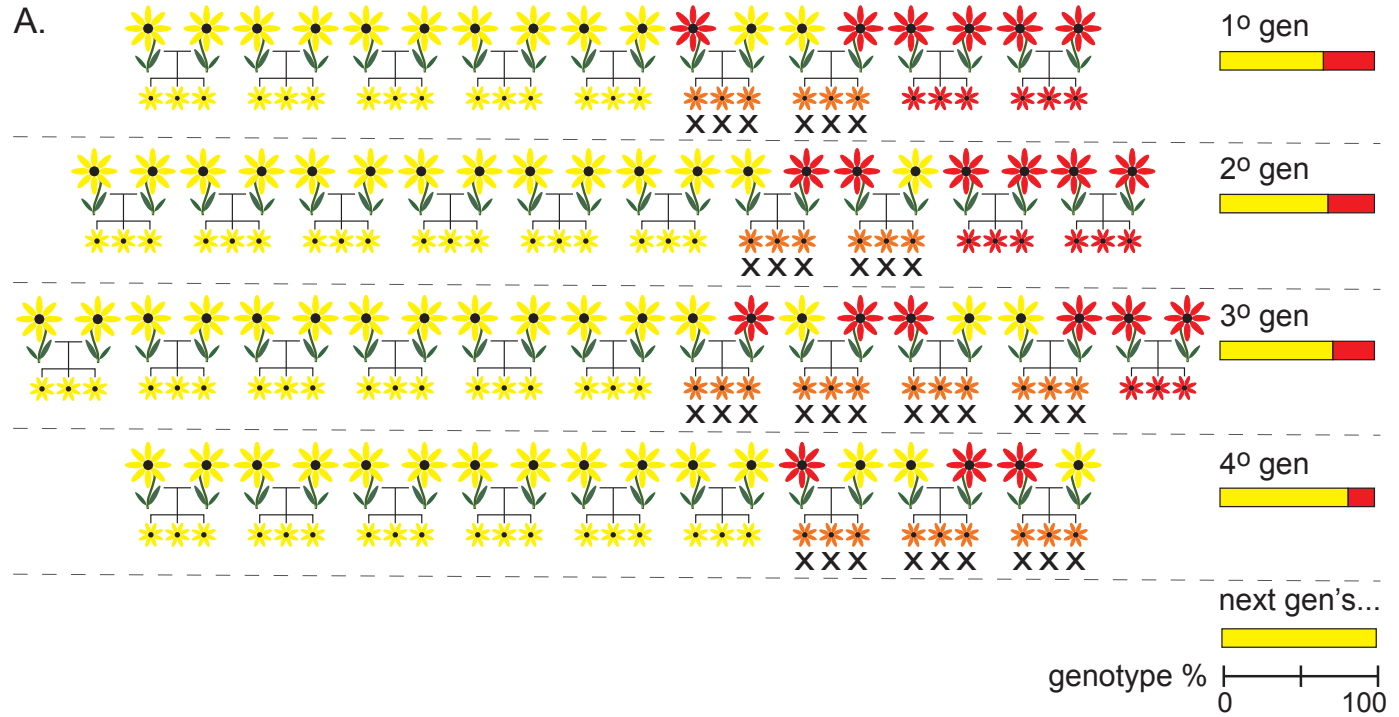 A.
1º gen
X X X X X X
2º gen
X X X X X X
3º gen
X X X X X X X X X X X X
4º gen
X X X X X X X X X
next gen's...
genotype %
0 100